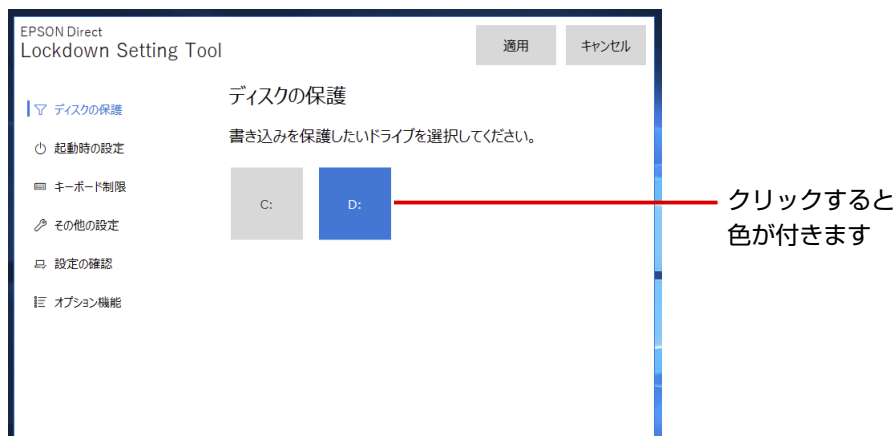 EPSON Direct
Lockdown Setting Tool
適用
キャンセル
ディスクの保護
起動時の設定
キーボード制限
その他の設定
設定の確認
オプション機能
ディスクの保護
書き込みを保護したいドライブを選択してください。
C:
D:
クリックすると
色が付きます